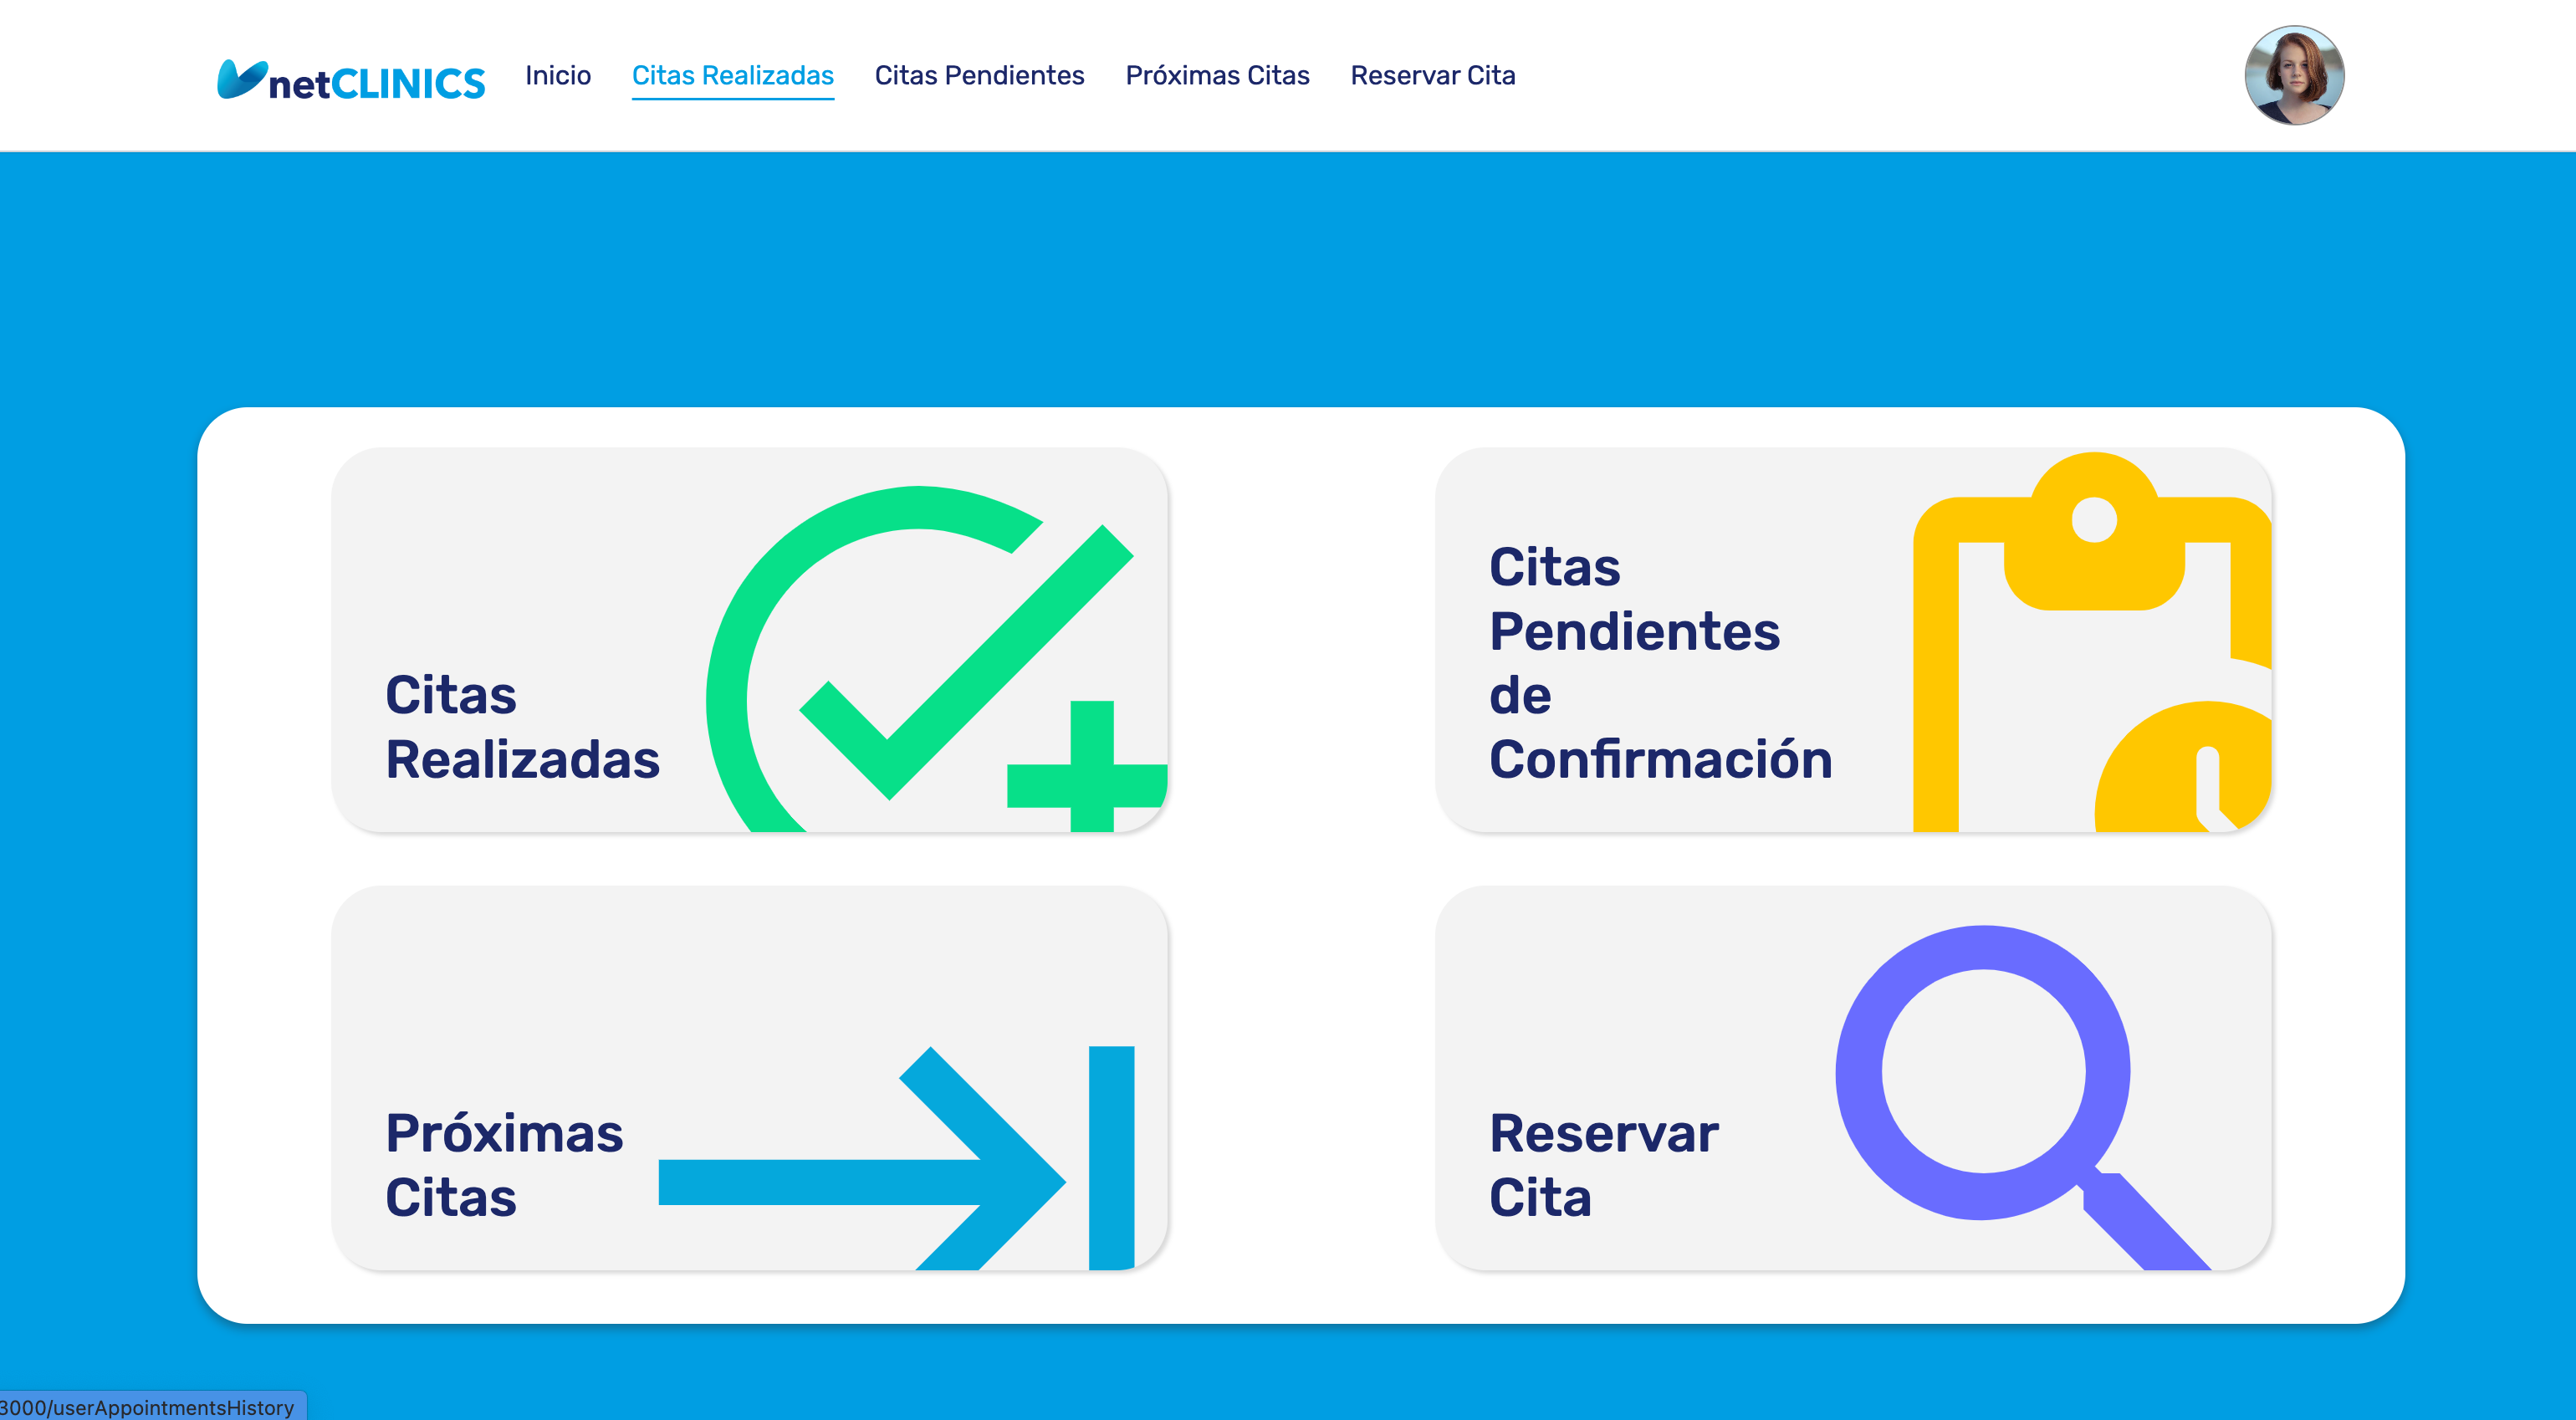 netCLINICS
Inicio
Citas Realizadas
Citas Pendientes
Próximas Citas
Reservar Cita
Citas
Realizadas
Citas
Pendientes
de
Confirmación
Próximas
Citas
Reservar
Cita
3000/userAppointmentsHistory